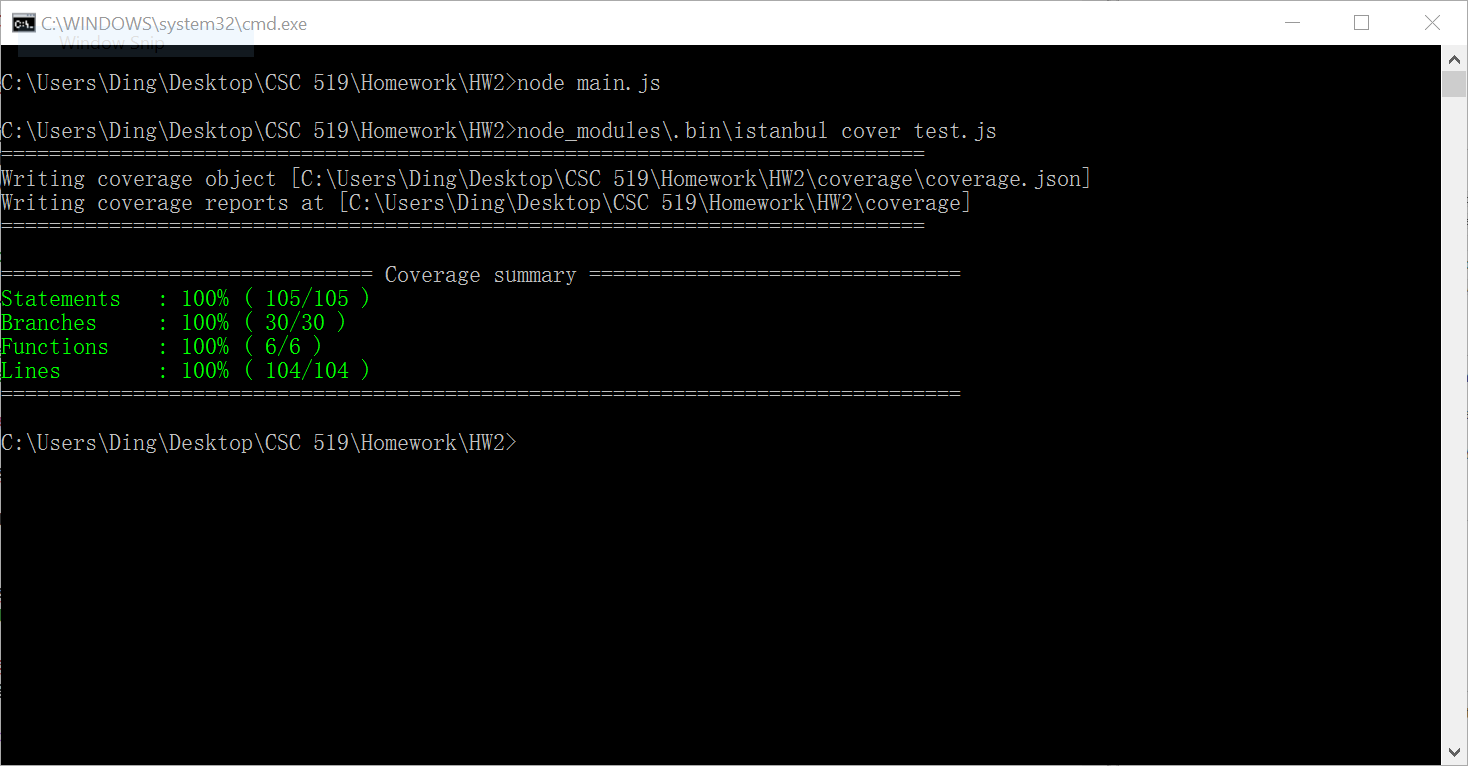 C:\WINDOWS\system32\cmd.exe
Window Snip
C:\Users\Ding\Desktop\CSC 519\Homework\HW2>node main.js
C:\Users\Ding\Desktop\CSC 519\Homework\HW2>node_modules\.bin\istanbul cover test.js
=============================================================================
Writing coverage object [C:\Users\Ding\Desktop\CSC 519\Homework\HW2\coverage\coverage.json]
Writing coverage reports at [C:\Users\Ding\Desktop\CSC 519\Homework\HW2\coverage]
=============================================================================
=============================== Coverage summary ===============================
Statements   : 100% ( 105/105 )
Branches     : 100% ( 30/30 )
Functions    : 100% ( 6/6 )
Lines        : 100% ( 104/104 )
================================================================================
C:\Users\Ding\Desktop\CSC 519\Homework\HW2>